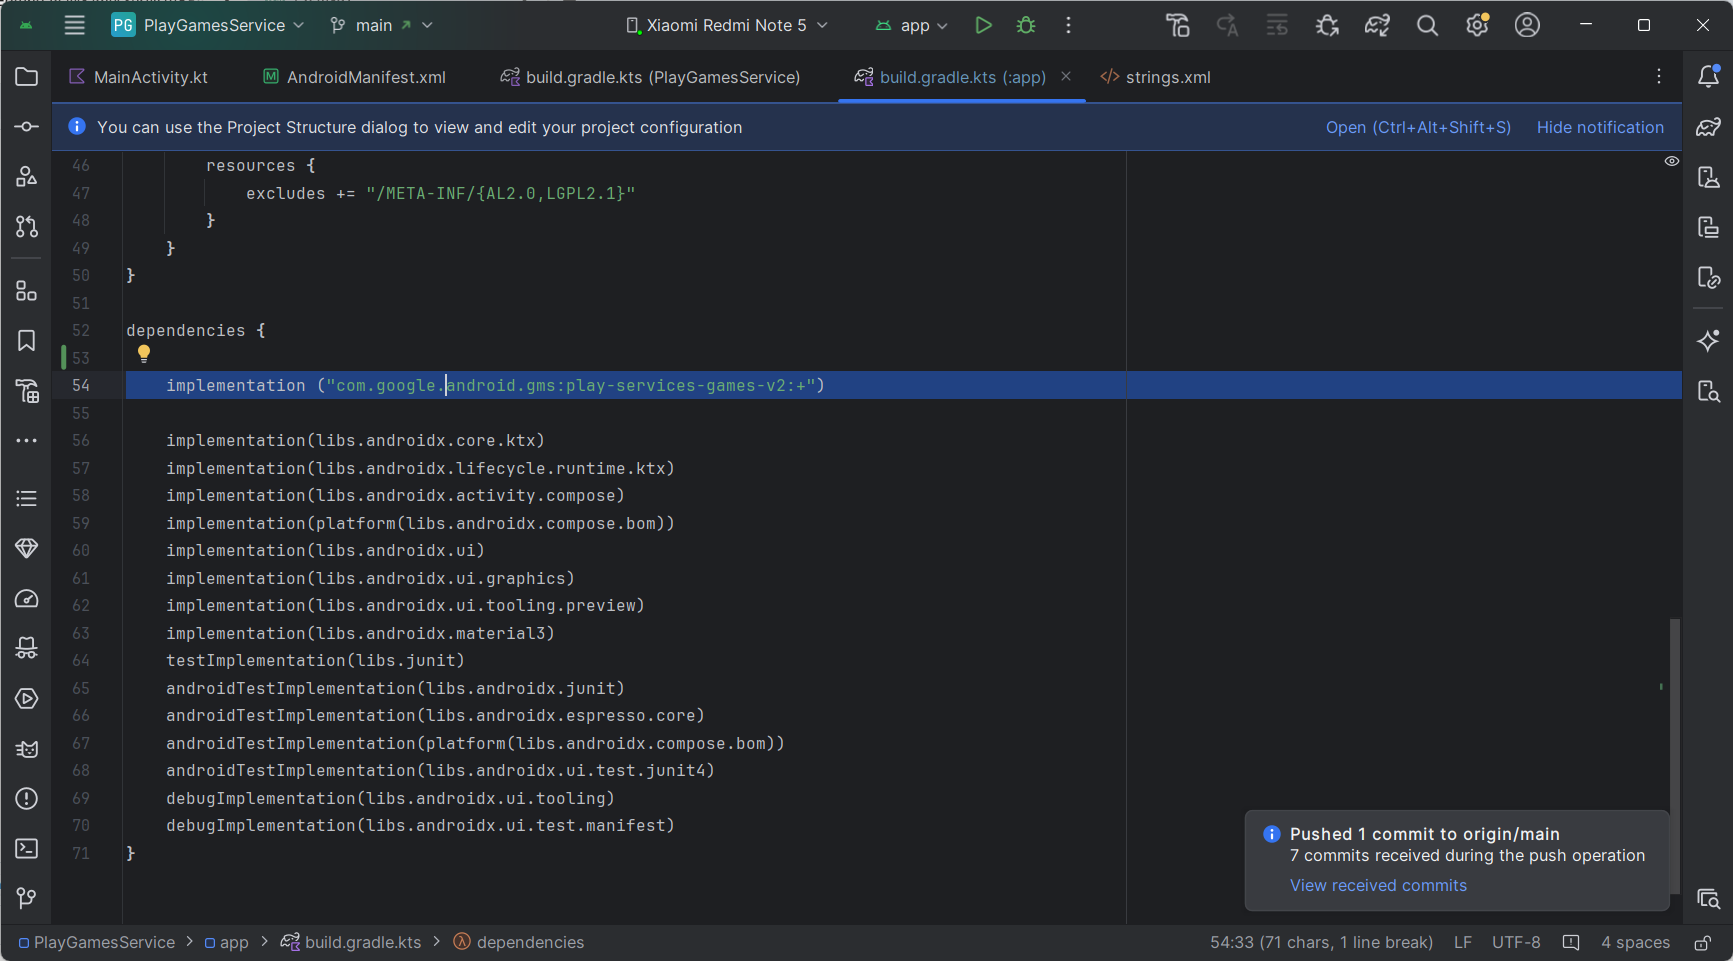 PG PlayGamesService main Xiaomi Redmi Note 5 app
MainActivity.kt AndroidManifest.xml build.gradle.kts (PlayGamesService) build.gradle.kts (:app) strings.xml
You can use the Project Structure dialog to view and edit your project configuration Open (Ctrl+Alt+Shift+S) Hide notification
46 resources {
47 excludes += "/META-INF/{AL2.0,LGPL2.1}"
48 }
49 }
50 }
51
52 dependencies {
53
54 implementation ("com.google.android.gms:play-services-games-v2:+")
55
56 implementation(libs.androidx.core.ktx)
57 implementation(libs.androidx.lifecycle.runtime.ktx)
58 implementation(libs.androidx.activity.compose)
59 implementation(platform(libs.androidx.compose.bom))
60 implementation(libs.androidx.ui)
61 implementation(libs.androidx.ui.graphics)
62 implementation(libs.androidx.ui.tooling.preview)
63 implementation(libs.androidx.material3)
64 testImplementation(libs.junit)
65 androidTestImplementation(libs.androidx.junit)
66 androidTestImplementation(libs.androidx.espresso.core)
67 androidTestImplementation(platform(libs.androidx.compose.bom))
68 androidTestImplementation(libs.androidx.ui.test.junit4)
69 debugImplementation(libs.androidx.ui.tooling)
70 debugImplementation(libs.androidx.ui.test.manifest)
71 }
Pushed 1 commit to origin/main
7 commits received during the push operation
View received commits
PlayGamesService > app > build.gradle.kts > dependencies 54:33 (71 chars, 1 line break) LF UTF-8 4 spaces